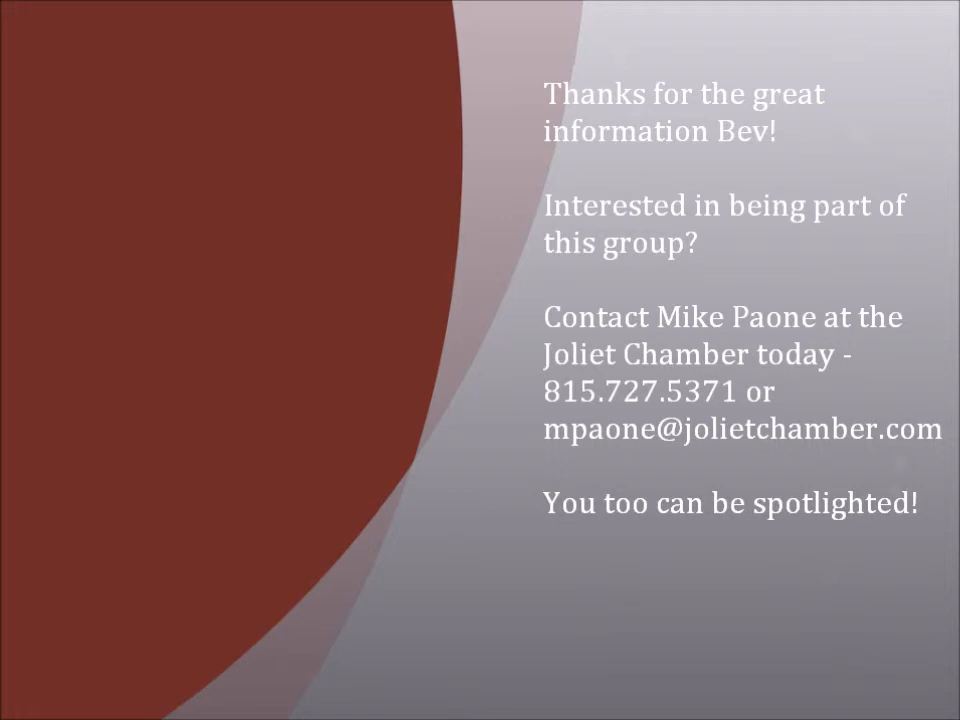 Thanks for the great
information Bev!
Interested in being part of
this group?
Contact Mike Paone at the
Joliet Chamber today -
815.727.5371 or
mpaone@jolietchamber.com
You too can be spotlighted!